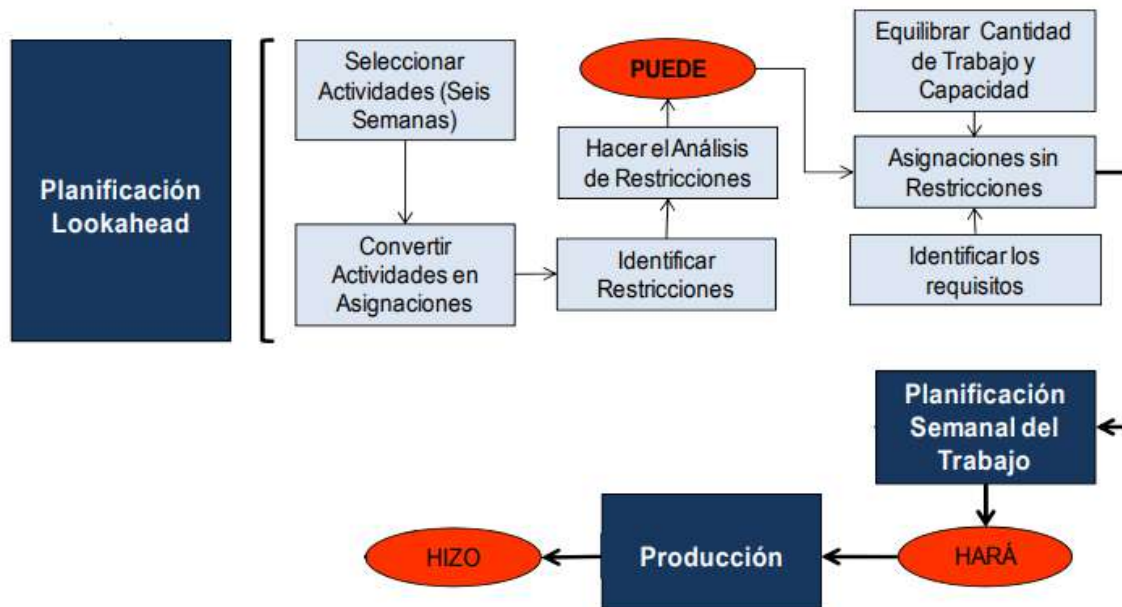 Planificación
Lookahead
Seleccionar
Actividades (Seis
Semanas)
Convertir
Actividades en
Asignaciones
Identificar
Restricciones
Hacer el Análisis
de Restricciones
PUEDE
Equilibrar Cantidad
de Trabajo y
Capacidad
Asignaciones sin
Restricciones
Identificar los
requisitos
Planificación
Semanal del
Trabajo
HARÁ
Producción
HIZO